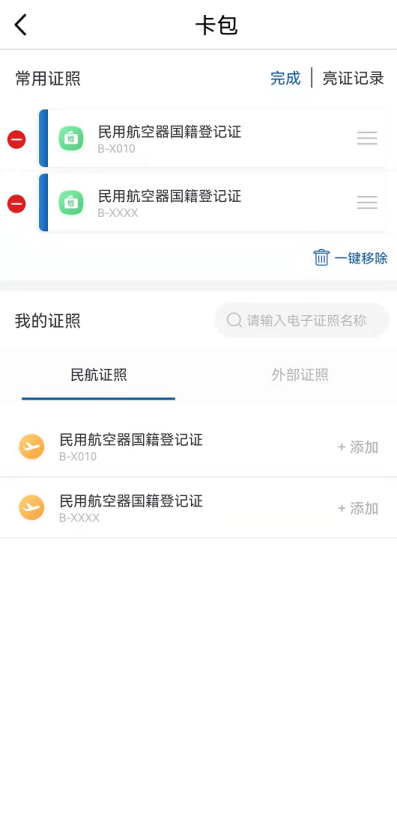 卡包
常用证照
完成 | 亮证记录
民用航空器国籍登记证
B-X010
民用航空器国籍登记证
B-XXXX
一键移除
我的证照
请输入电子证照名称
民航证照
外部证照
民用航空器国籍登记证
B-X010
+ 添加
民用航空器国籍登记证
B-XXXX
+ 添加